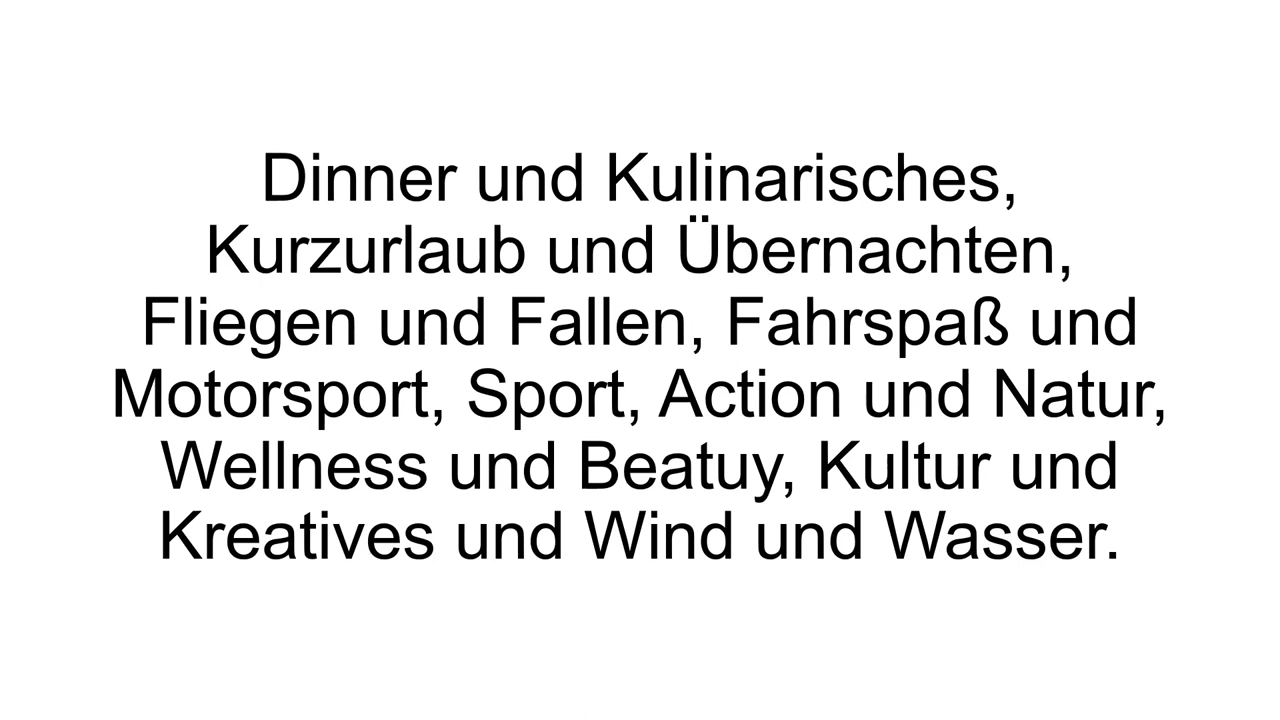 Dinner und Kulinarisches,
Kurzurlaub und Übernachten,
Fliegen und Fallen, Fahrspaß und
Motorsport, Sport, Action und Natur,
Wellness und Beatuy, Kultur und
Kreatives und Wind und Wasser.